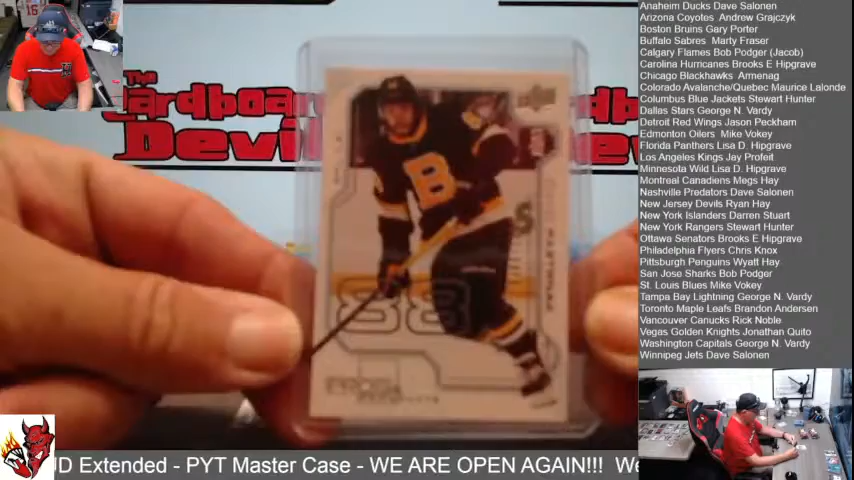 The
Cardboard
Devil
B
88
Anaheim Ducks Dave Salonen
Arizona Coyotes Andrew Grajczyk
Boston Bruins Gary Porter
Buffalo Sabres Marty Fraser
Calgary Flames Bob Podger (Jacob)
Carolina Hurricanes Brooks E Hipgrave
Chicago Blackhawks Armenag
Colorado Avalanche/Quebec Maurice Lalonde
Columbus Blue Jackets Stewart Hunter
Dallas Stars George N. Vardy
Detroit Red Wings Jason Peckham
Edmonton Oilers Mike Vokey
Florida Panthers Lisa D. Hipgrave
Los Angeles Kings Jay Profeit
Minnesota Wild Lisa D. Hipgrave
Montreal Canadiens Megs Hay
Nashville Predators Dave Salonen
New Jersey Devils Ryan Hay
New York Islanders Darren Stuart
New York Rangers Stewart Hunter
Ottawa Senators Brooks E Hipgrave
Philadelphia Flyers Chris Knox
Pittsburgh Penguins Wyatt Hay
San Jose Sharks Bob Podger
St. Louis Blues Mike Vokey
Tampa Bay Lightning George N. Vardy
Toronto Maple Leafs Brandon Andersen
Vancouver Canucks Rick Noble
Vegas Golden Knights Jonathan Quito
Washington Capitals George N. Vardy
Winnipeg Jets Dave Salonen
JD Extended - PYT Master Case - WE ARE OPEN AGAIN!!! We